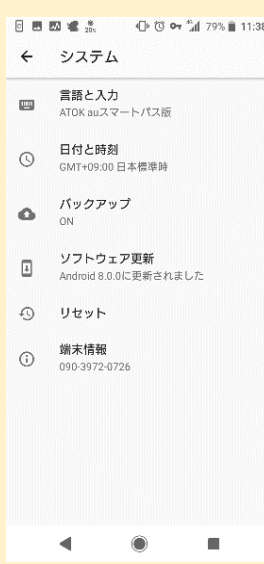 79% 11:38
システム
言語と入力
ATOK auスマートパス版
日付と時刻
GMT+09:00 日本標準時
バックアップ
ON
ソフトウェア更新
Android 8.0.0に更新されました
リセット
端末情報
090-3972-0726